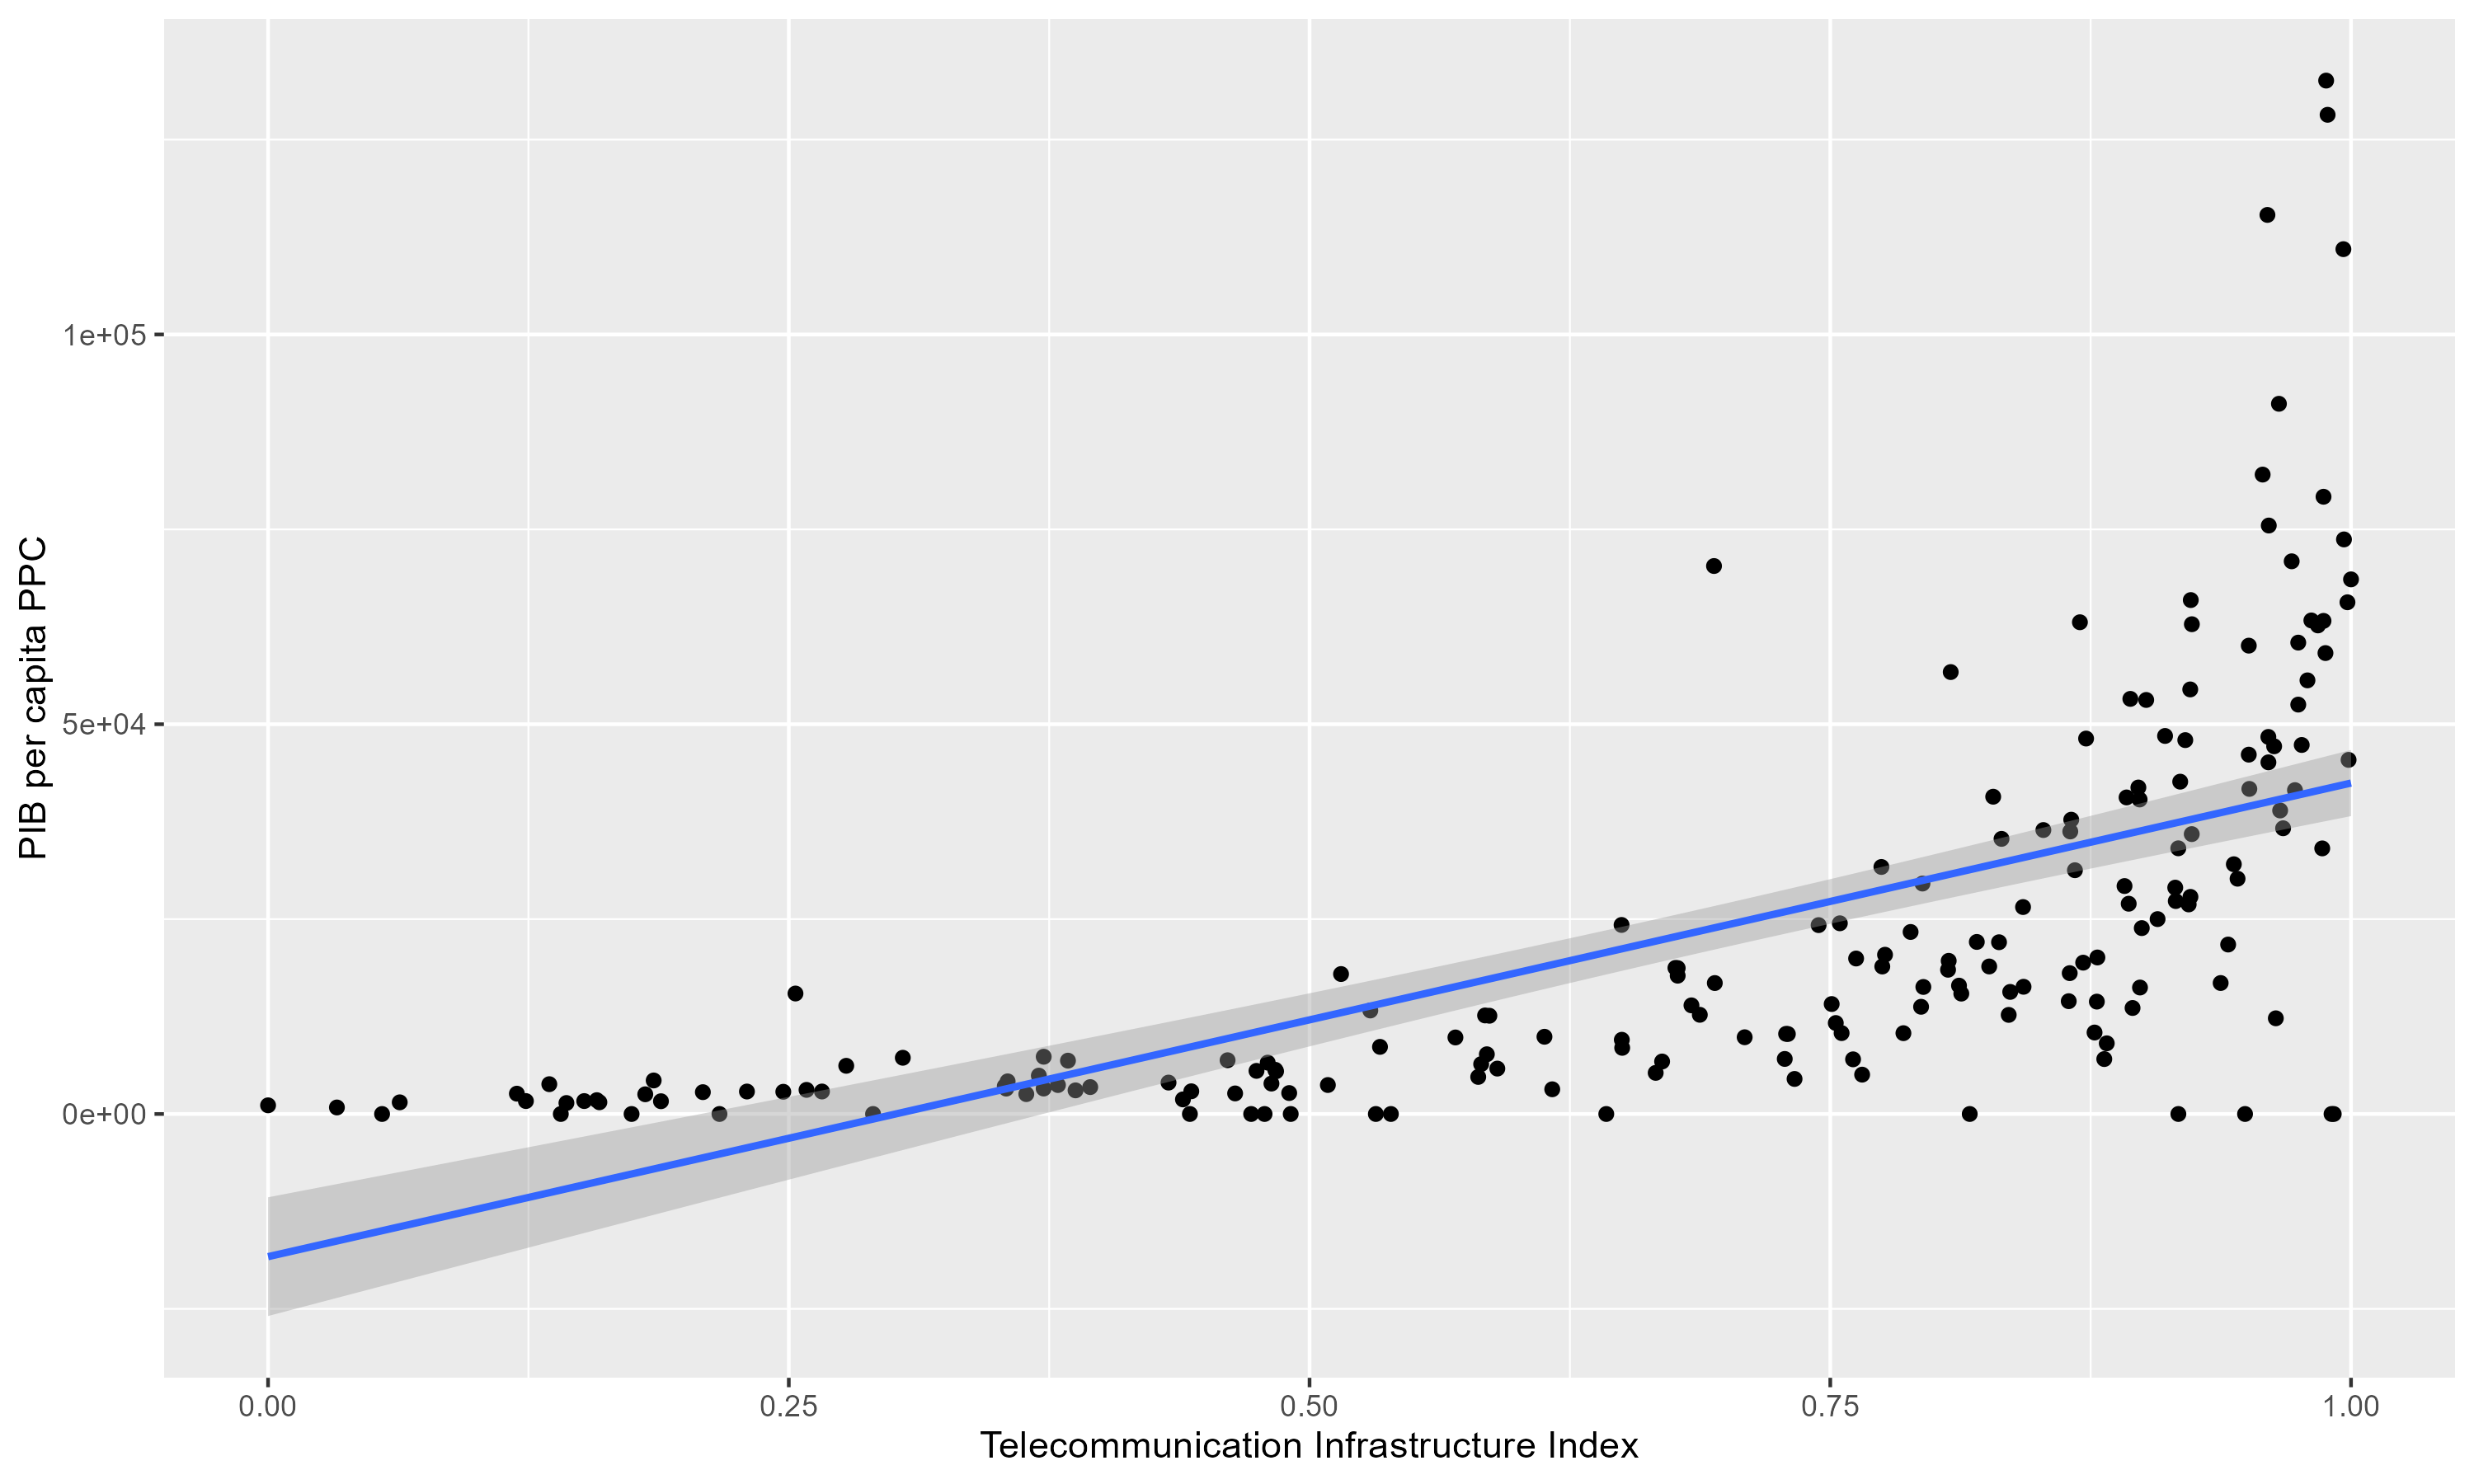 PIB per capita PPC
1e+05
5e+04
0e+00
0.00 0.25 0.50 0.75 1.00
Telecommunication Infrastructure Index